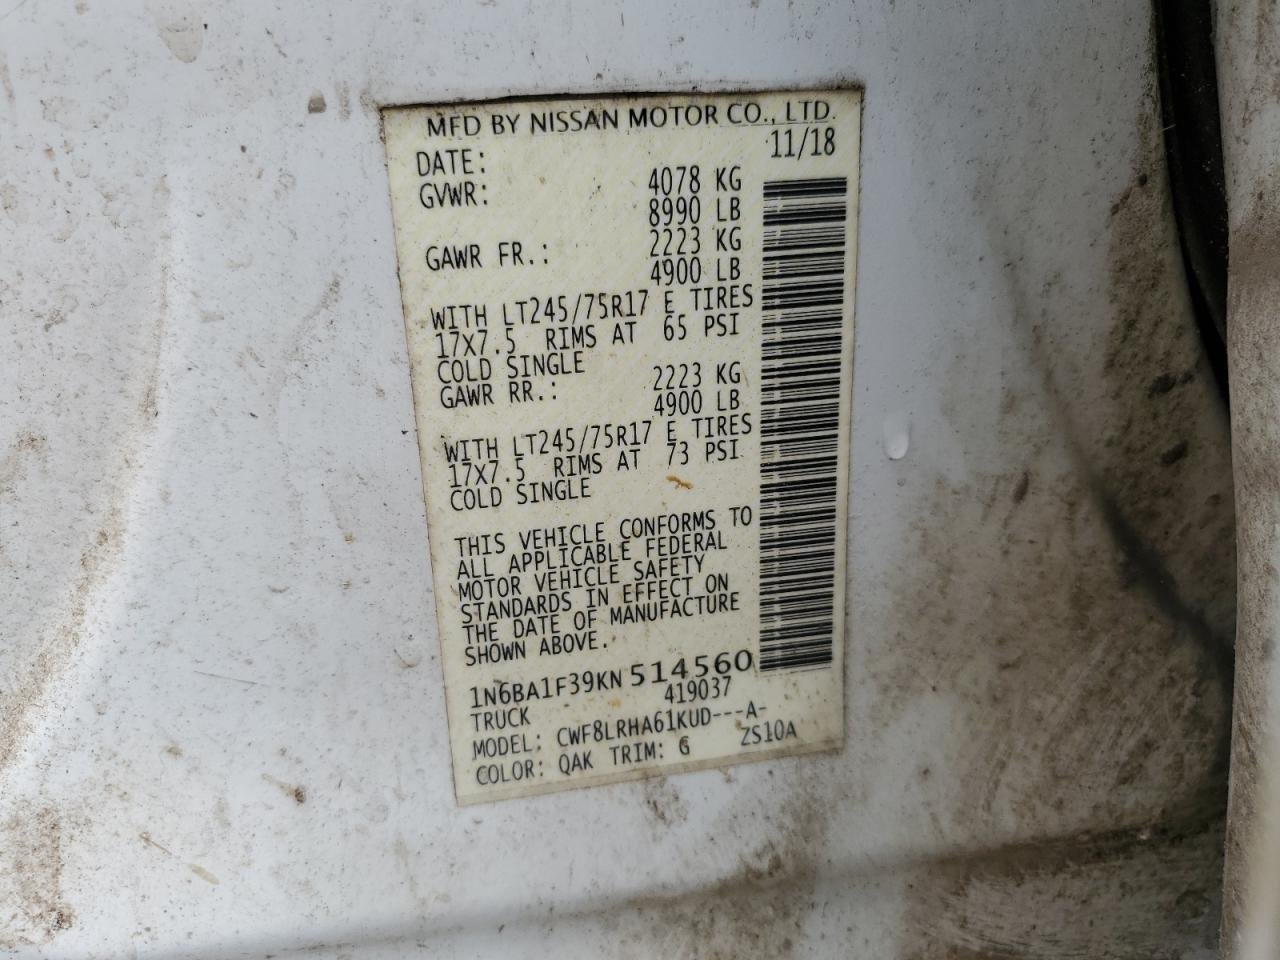 MFD BY NISSAN MOTOR CO., LTD.
DATE: 11/18
GVWR: 4078 KG
8990 LB
GAWR FR.: 2223 KG
4900 LB
WITH LT245/75R17 E TIRES
17X7.5 RIMS AT 65 PSI
COLD SINGLE
GAWR RR.: 2223 KG
4900 LB
WITH LT245/75R17 E TIRES
17X7.5 RIMS AT 73 PSI
COLD SINGLE
THIS VEHICLE CONFORMS TO
ALL APPLICABLE FEDERAL
MOTOR VEHICLE SAFETY
STANDARDS IN EFFECT ON
THE DATE OF MANUFACTURE
SHOWN ABOVE.
1N6BA1F39KN514560
TRUCK 419037
MODEL: CWF8LRHA61KUD---A-
COLOR: QAK TRIM: G ZS10A